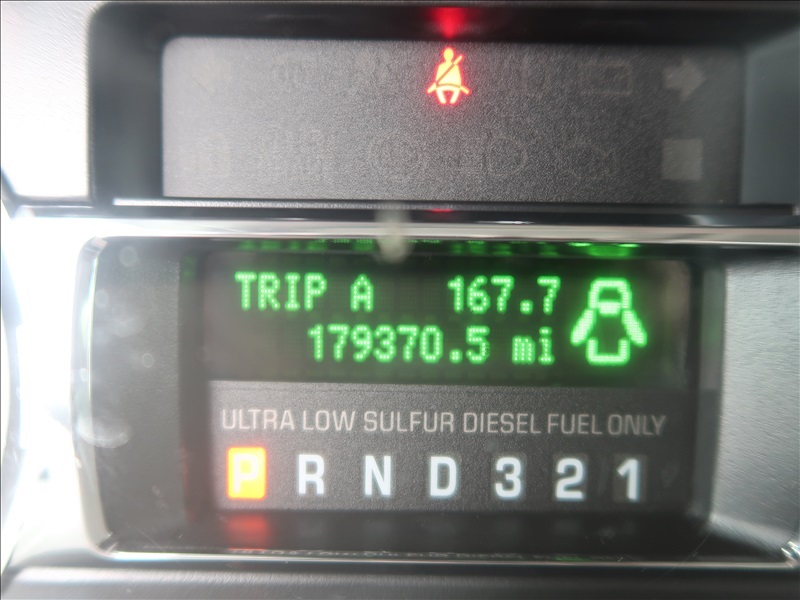 TRIP A 167.7
179370.5 mi
ULTRA LOW SULFUR DIESEL FUEL ONLY
P R N D 3 2 1